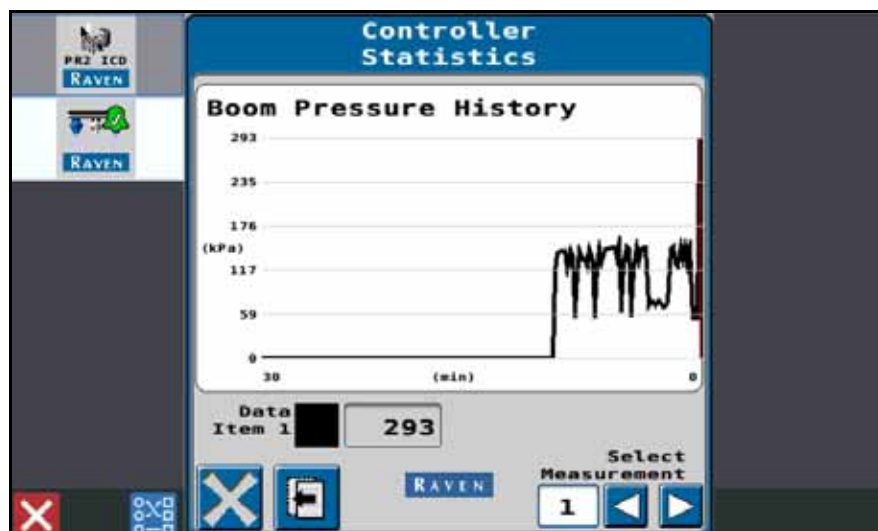 Controller
Statistics
PR2 ICD
RAVEN
RAVEN
Boom Pressure History
293
235
176
(kPa)
117
59
0
30 (min) 0
Data
Item 1
293
RAVEN
Select
Measurement
1